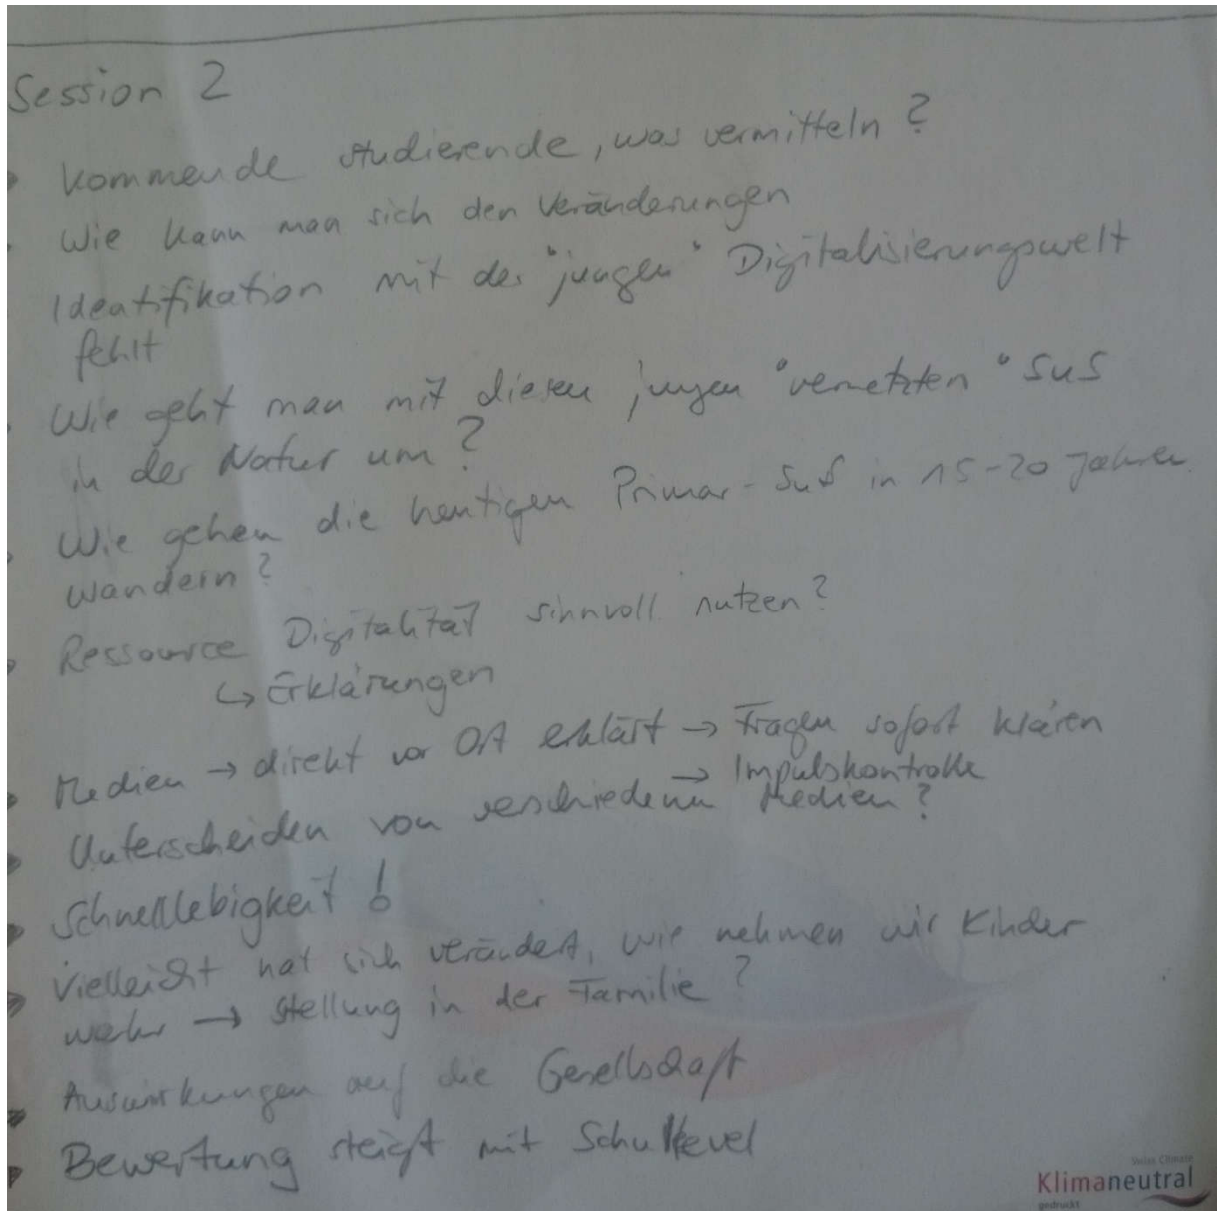 Session 2
Kommende Studierende, was vermitteln?
Wie kann man sich den Veränderungen
Identifikation mit der "jungen" Digitalisierungswelt
fehlt
Wie geht man mit diesen jungen "vernetzten" SuS
in der Natur um?
Wie gehen die heutigen Primar-SuS in 15-20 Jahren
wandern?
Ressource Digitalität sinnvoll nutzen?
↳ Erklärungen
Medien → direkt vor Ort erklärt → Fragen sofort klären
→ Impulskontrolle
Unterscheiden von verschiedenen Medien?
Schnelllebigkeit!
Vielleicht hat sich verändert, wie nehmen wir Kinder
wahr → Stellung in der Familie?
Auswirkungen auf die Gesellschaft
Bewertung steigt mit Schullevel
Swiss Climate
Klimaneutral
gedruckt